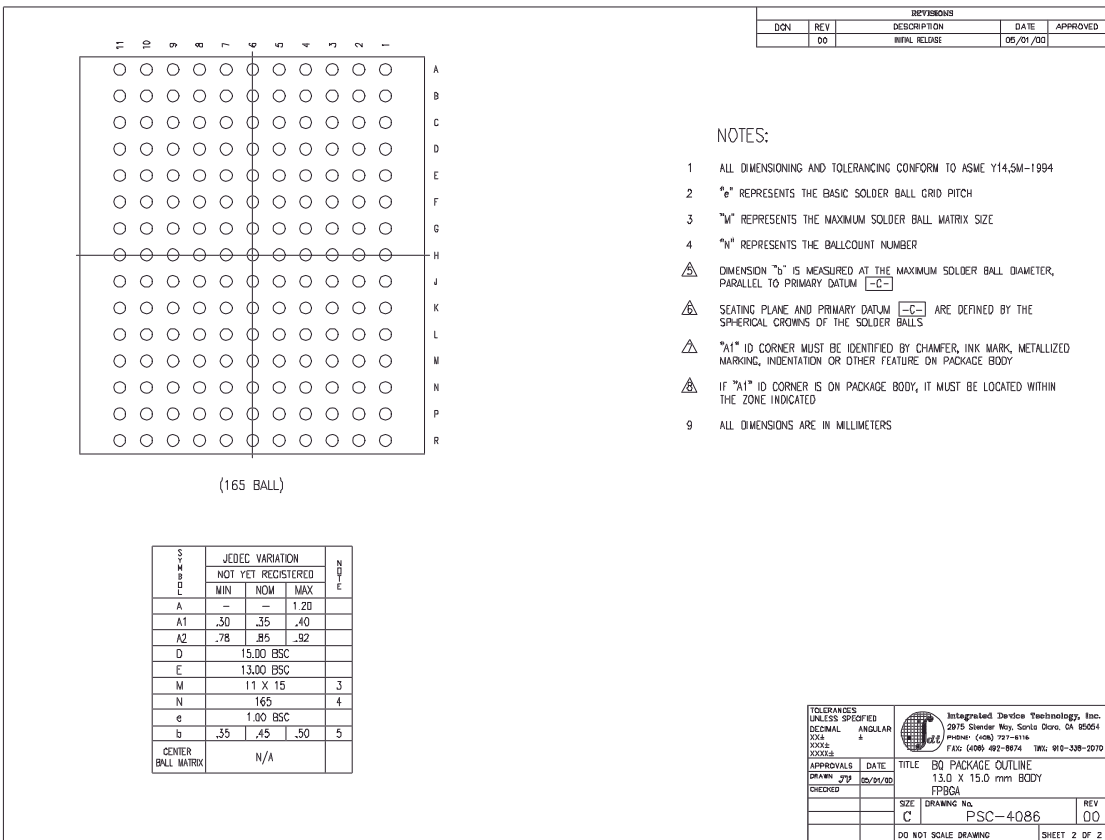 REVISIONS
DCN REV DESCRIPTION DATE APPROVED
00 INITIAL RELEASE 05/01/00
11 10 9 8 7 6 5 4 3 2 1
A
B
C
D
E
F
G
H
J
K
L
M
N
P
R
(165 BALL)
NOTES:
1 ALL DIMENSIONING AND TOLERANCING CONFORM TO ASME Y14,5M-1994
2 "e" REPRESENTS THE BASIC SOLDER BALL GRID PITCH
3 "M" REPRESENTS THE MAXIMUM SOLDER BALL MATRIX SIZE
4 "N" REPRESENTS THE BALLCOUNT NUMBER
5 DIMENSION "b" IS MEASURED AT THE MAXIMUM SOLDER BALL DIAMETER,
PARALLEL TO PRIMARY DATUM -C-
6 SEATING PLANE AND PRIMARY DATUM -C- ARE DEFINED BY THE
SPHERICAL CROWNS OF THE SOLDER BALLS
7 "A1" ID CORNER MUST BE IDENTIFIED BY CHAMFER, INK MARK, METALLIZED
MARKING, INDENTATION OR OTHER FEATURE ON PACKAGE BODY
8 IF "A1" ID CORNER IS ON PACKAGE BODY, IT MUST BE LOCATED WITHIN
THE ZONE INDICATED
9 ALL DIMENSIONS ARE IN MILLIMETERS
SYMBOL JEDEC VARIATION NOTE
NOT YET REGISTERED
MIN NOM MAX
A – – 1.20
A1 .30 .35 .40
A2 .78 .85 .92
D 15.00 BSC
E 13.00 BSC
M 11 X 15 3
N 165 4
e 1.00 BSC
b .35 .45 .50 5
CENTER
BALL MATRIX N/A
TOLERANCES
UNLESS SPECIFIED
DECIMAL ANGULAR
XX± ±
XXX±
XXXX±
idt
Integrated Device Technology, Inc.
2975 Stender Way, Santa Clara, CA 95054
PHONE: (408) 727-6116
FAX: (408) 492-8674 TWX: 910-338-2070
APPROVALS DATE
DRAWN 05/01/00
CHECKED
TITLE BQ PACKAGE OUTLINE
13.0 X 15.0 mm BODY
FPBGA
SIZE DRAWING No. REV
C PSC-4086 00
DO NOT SCALE DRAWING SHEET 2 OF 2